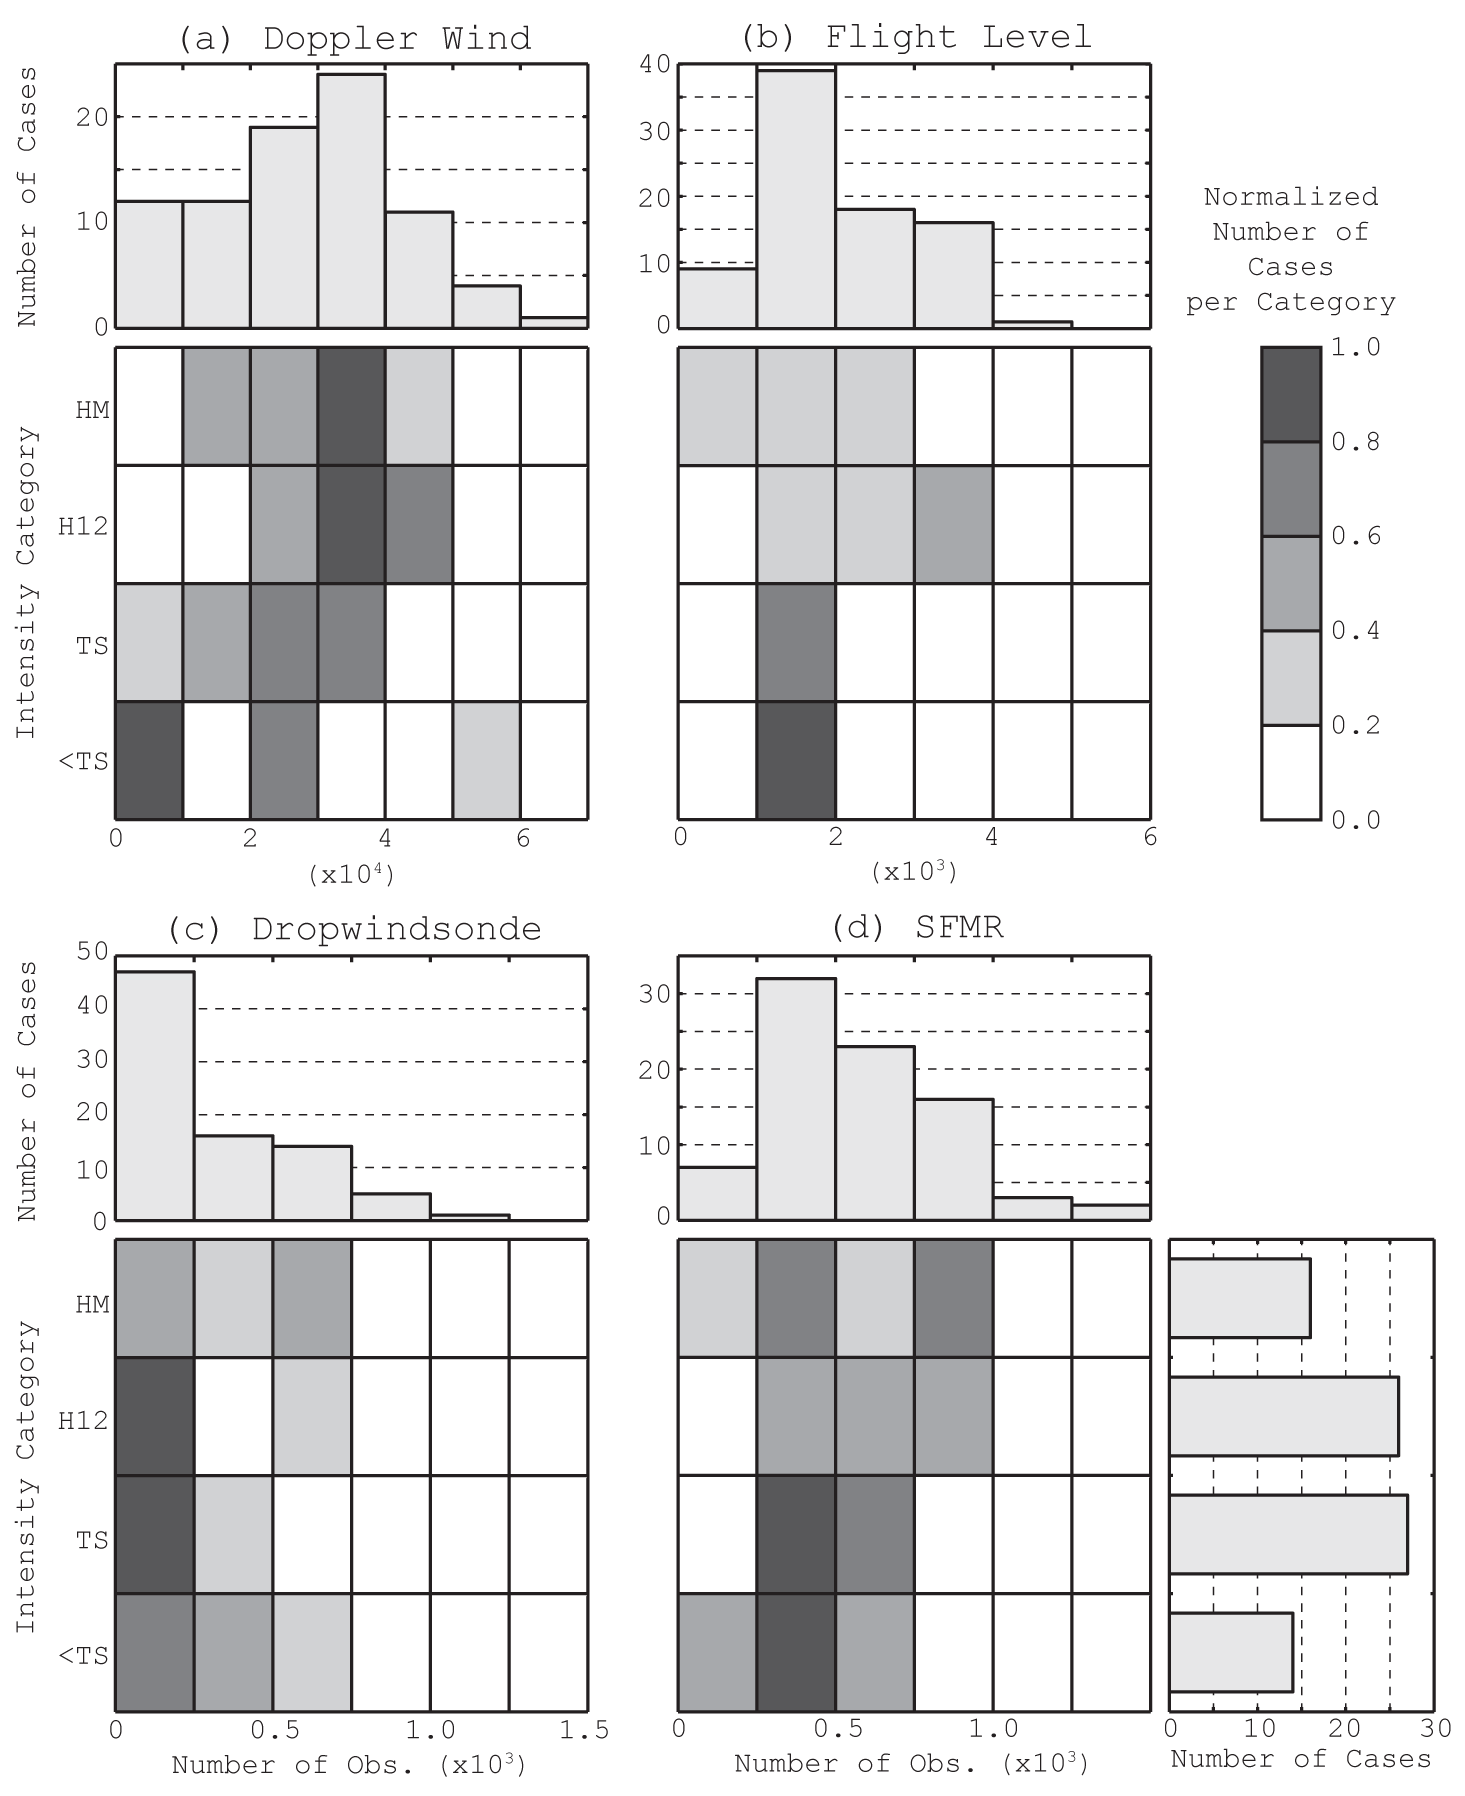 (a) Doppler Wind
(b) Flight Level
Number of Cases
20
10
0
40
30
20
10
0
Normalized
Number of
Cases
per Category
Intensity Category
HM
H12
TS
<TS
0 2 4 6
(x10⁴)
0 2 4 6
(x10³)
1.0
0.8
0.6
0.4
0.2
0.0
(c) Dropwindsonde
(d) SFMR
Number of Cases
50
40
30
20
10
0
30
20
10
0
Intensity Category
HM
H12
TS
<TS
0 0.5 1.0 1.5
Number of Obs. (x10³)
0 0.5 1.0
Number of Obs. (x10³)
0 10 20 30
Number of Cases